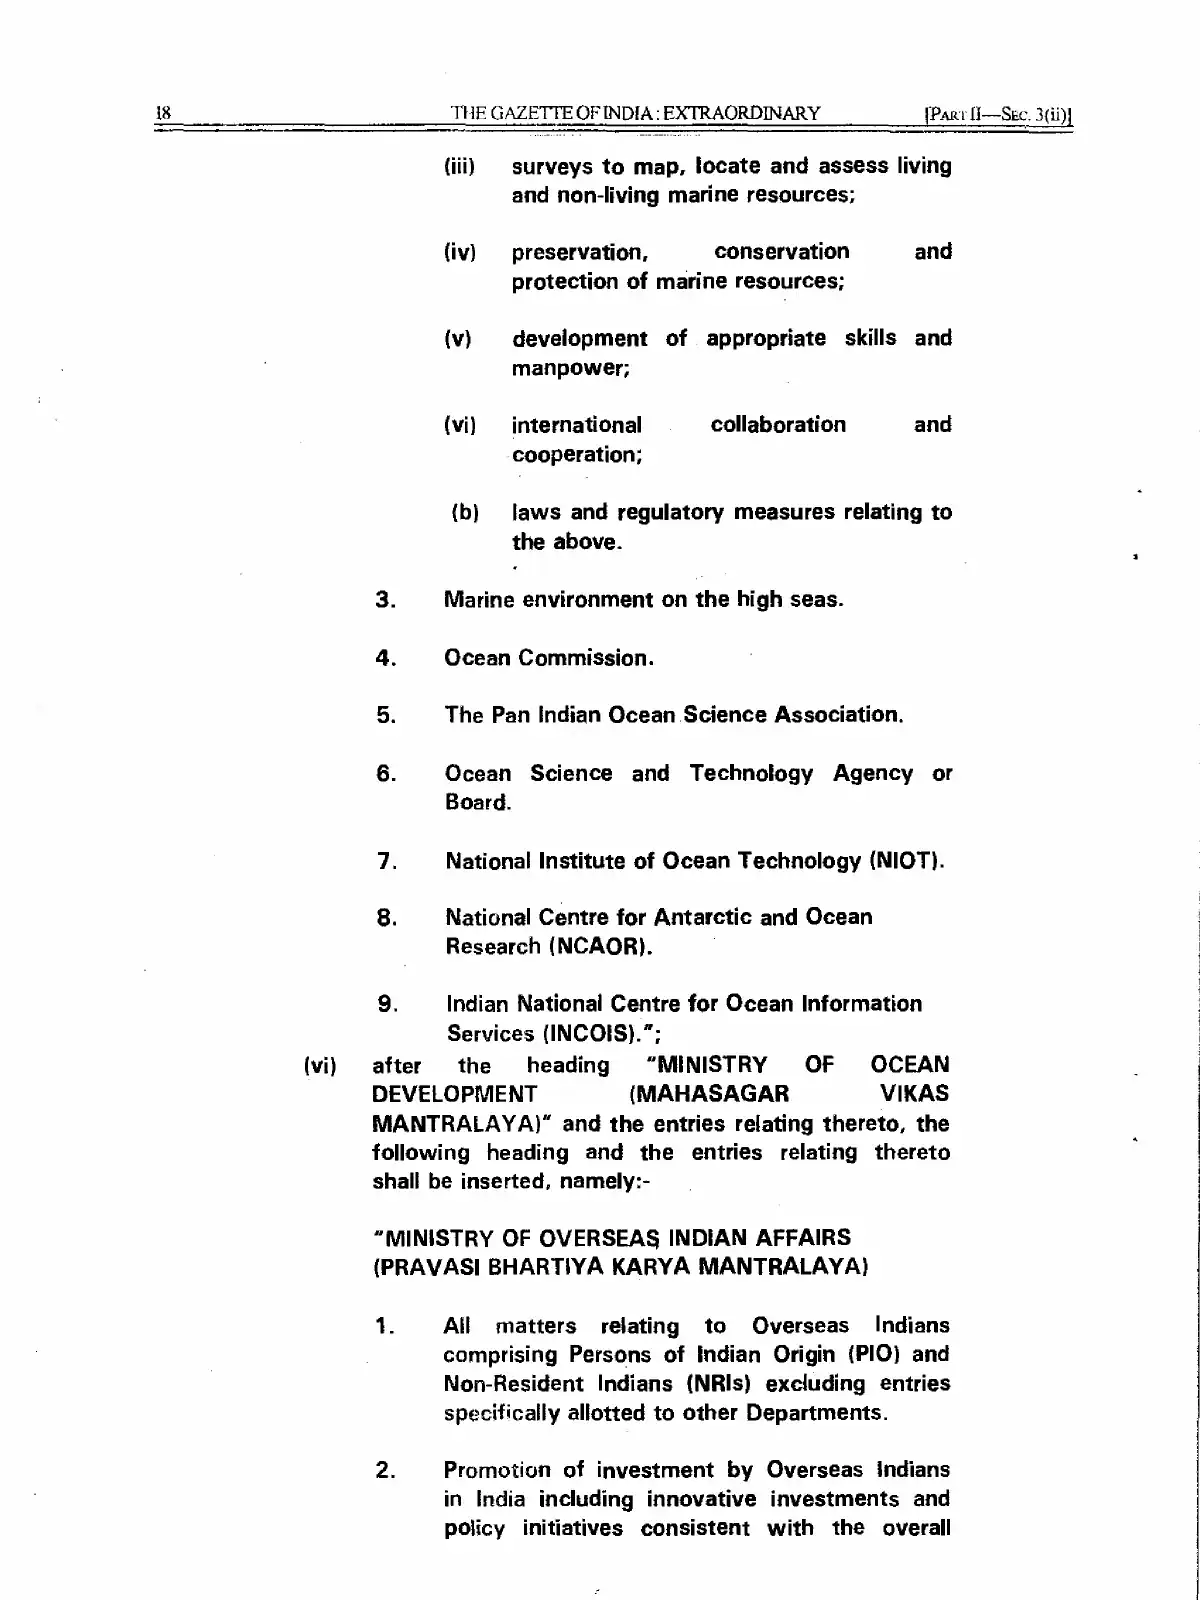 18 THE GAZETTE OF INDIA : EXTRAORDINARY [PART II—SEC. 3(ii)]
(iii) surveys to map, locate and assess living
and non-living marine resources;
(iv) preservation, conservation and
protection of marine resources;
(v) development of appropriate skills and
manpower;
(vi) international collaboration and
cooperation;
(b) laws and regulatory measures relating to
the above.
3. Marine environment on the high seas.
4. Ocean Commission.
5. The Pan Indian Ocean Science Association.
6. Ocean Science and Technology Agency or
Board.
7. National Institute of Ocean Technology (NIOT).
8. National Centre for Antarctic and Ocean
Research (NCAOR).
9. Indian National Centre for Ocean Information
Services (INCOIS).";
(vi) after the heading "MINISTRY OF OCEAN
DEVELOPMENT (MAHASAGAR VIKAS
MANTRALAYA)" and the entries relating thereto, the
following heading and the entries relating thereto
shall be inserted, namely:-
"MINISTRY OF OVERSEAS INDIAN AFFAIRS
(PRAVASI BHARTIYA KARYA MANTRALAYA)
1. All matters relating to Overseas Indians
comprising Persons of Indian Origin (PIO) and
Non-Resident Indians (NRIs) excluding entries
specifically allotted to other Departments.
2. Promotion of investment by Overseas Indians
in India including innovative investments and
policy initiatives consistent with the overall